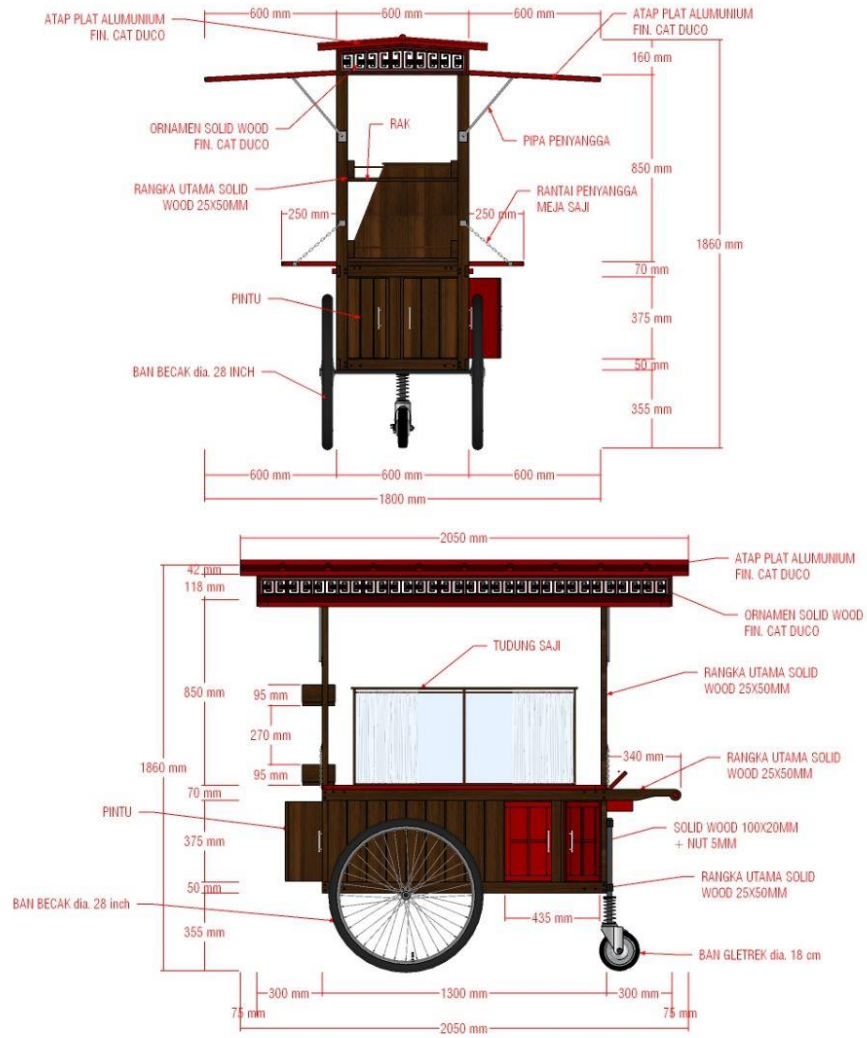 600 mm
600 mm
600 mm
ATAP PLAT ALUMUNIUM
FIN. CAT DUCO
ATAP PLAT ALUMUNIUM
FIN. CAT DUCO
160 mm
ORNAMEN SOLID WOOD
FIN. CAT DUCO
RAK
PIPA PENYANGGA
850 mm
RANGKA UTAMA SOLID
WOOD 25X50MM
RANTAI PENYANGGA
MEJA SAJI
250 mm
250 mm
1860 mm
70 mm
PINTU
375 mm
BAN BECAK dia. 28 INCH
50 mm
355 mm
600 mm
600 mm
600 mm
1800 mm
2050 mm
ATAP PLAT ALUMUNIUM
FIN. CAT DUCO
42 mm
118 mm
ORNAMEN SOLID WOOD
FIN. CAT DUCO
TUDUNG SAJI
RANGKA UTAMA SOLID
WOOD 25X50MM
850 mm
95 mm
270 mm
95 mm
340 mm
1860 mm
RANGKA UTAMA SOLID
WOOD 25X50MM
70 mm
PINTU
375 mm
SOLID WOOD 100X20MM
+ NUT 5MM
50 mm
RANGKA UTAMA SOLID
WOOD 25X50MM
BAN BECAK dia. 28 inch
435 mm
355 mm
BAN GLETREK dia. 18 cm
300 mm
1300 mm
300 mm
75 mm
75 mm
2050 mm